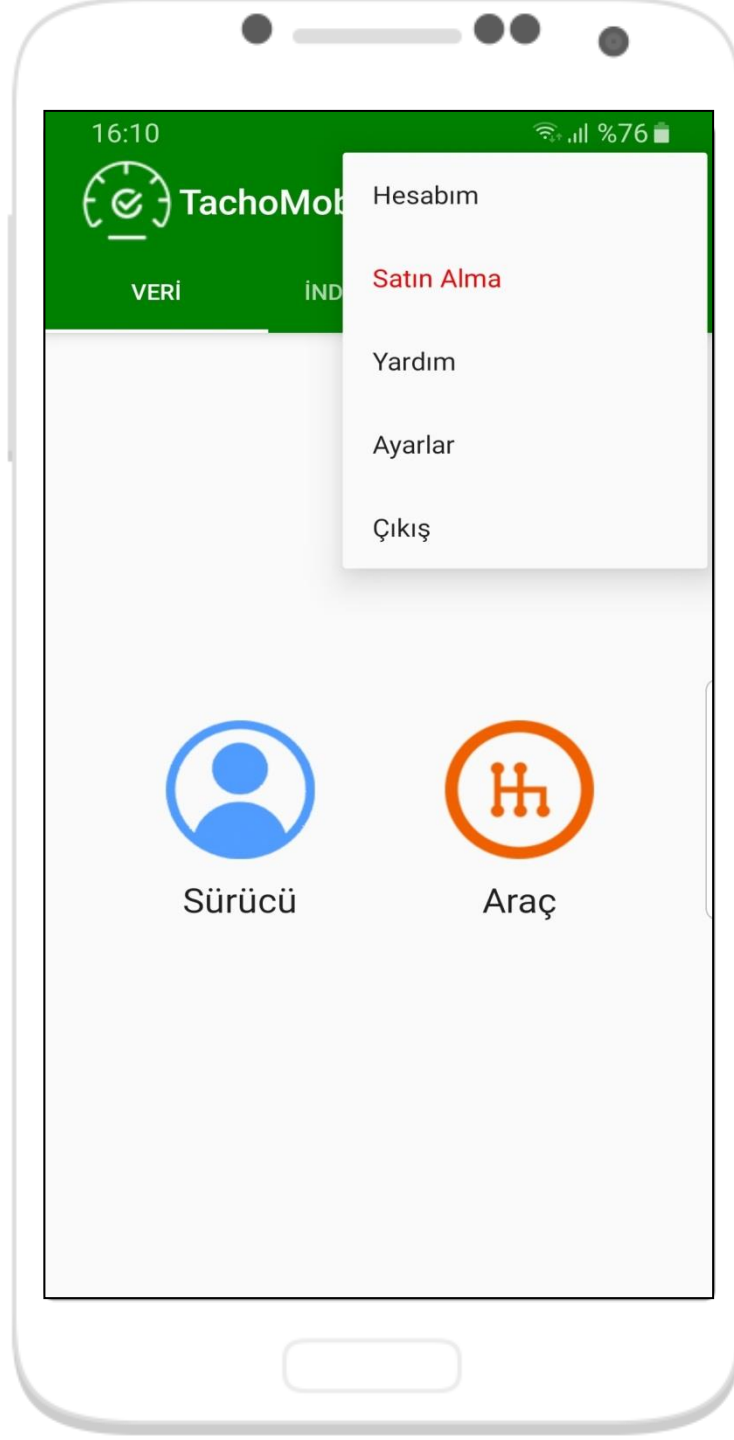 16:10 %76
TachoMob
Hesabım
Satın Alma
VERİ İND
Yardım
Ayarlar
Çıkış
Sürücü Araç